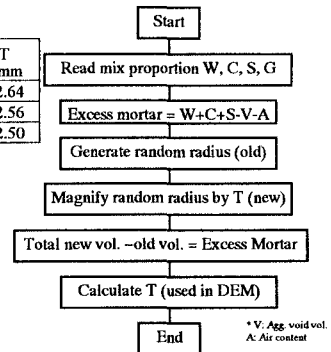 Start
T
mm
2.64
2.56
2.50
Read mix proportion W, C, S, G
Excess mortar = W+C+S-V-A
Generate random radius (old)
Magnify random radius by T (new)
Total new vol. –old vol. = Excess Mortar
Calculate T (used in DEM)
End
* V: Agg. void vol.
A: Air content